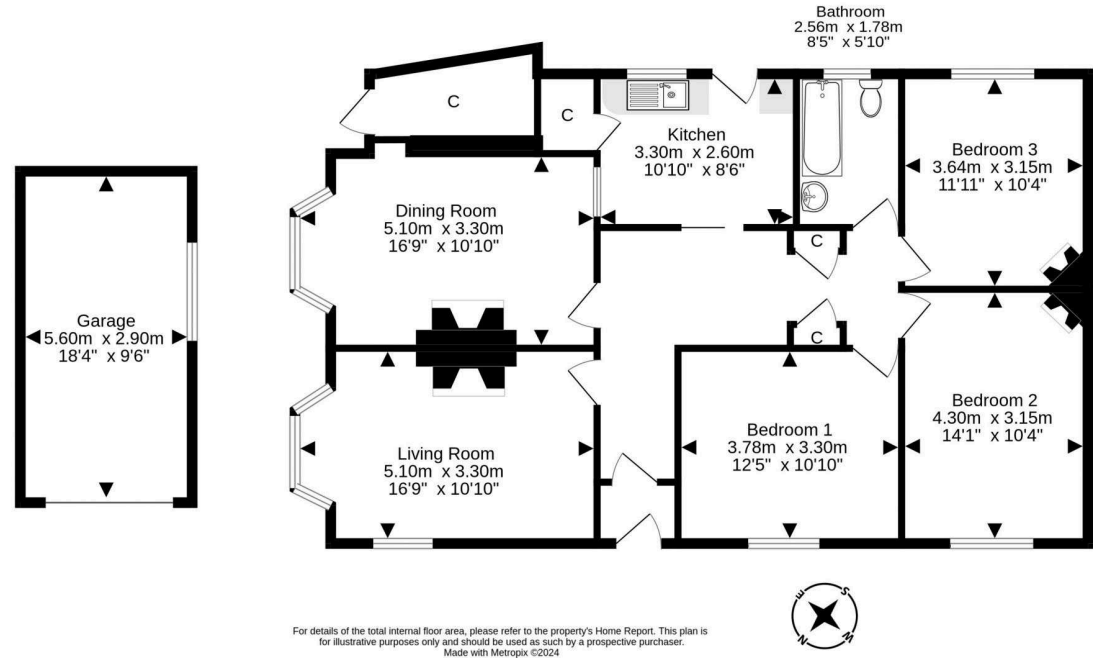 Bathroom
2.56m x 1.78m
8'5" x 5'10"
C
C
Kitchen
3.30m x 2.60m
10'10" x 8'6"
Bedroom 3
3.64m x 3.15m
11'11" x 10'4"
Dining Room
5.10m x 3.30m
16'9" x 10'10"
C
Garage
5.60m x 2.90m
18'4" x 9'6"
C
Living Room
5.10m x 3.30m
16'9" x 10'10"
Bedroom 1
3.78m x 3.30m
12'5" x 10'10"
Bedroom 2
4.30m x 3.15m
14'1" x 10'4"
E
S
N
W
For details of the total internal floor area, please refer to the property's Home Report. This plan is
for illustrative purposes only and should be used as such by a prospective purchaser.
Made with Metropix ©2024